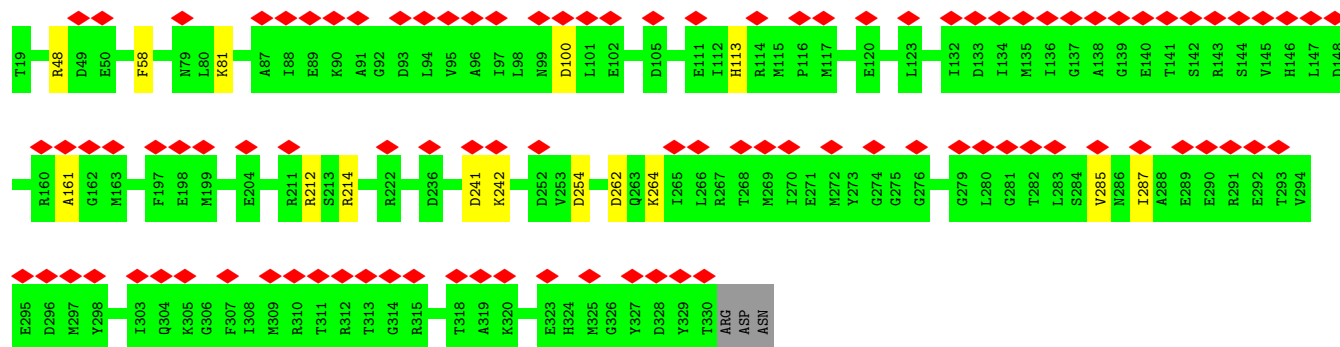 T19 R48 D49 E50 F58 N79 L80 K81 A87 I88 E89 K90 A91 G92 D93 L94 V95 A96 I97 L98 N99 D100 L101 E102 D105 E111 I112 H113 R114 M115 P116 M117 E120 L123 I132 D133 I134 M135 I136 G137 A138 G139 E140 T141 S142 R143 S144 V145 H146 L147 D148
R160 A161 G162 M163 F197 E198 M199 E204 R211 R212 S213 R214 R222 D236 D241 K242 D252 V253 D254 D262 Q263 K264 I265 L266 R267 T268 M269 I270 E271 M272 Y273 G274 G275 G276 G279 L280 G281 T282 L283 S284 V285 N286 I287 A288 E289 E290 R291 E292 T293 V294
E295 D296 M297 Y298 I303 Q304 K305 G306 F307 I308 M309 R310 T311 R312 T313 G314 R315 T318 A319 K320 E323 H324 M325 G326 Y327 D328 Y329 T330 ARG ASP ASN